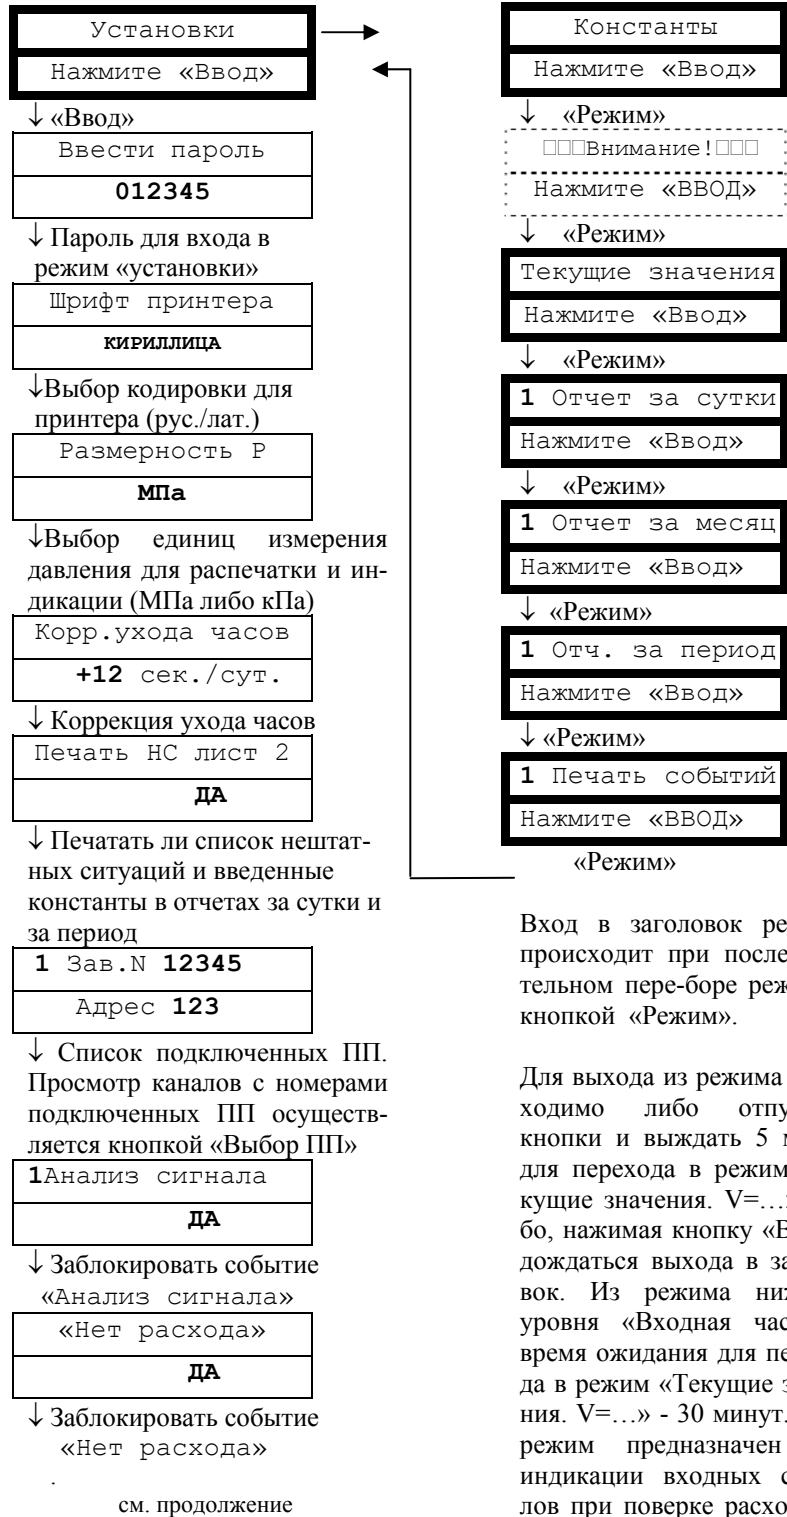 Установки
Нажмите «Ввод»
↓ «Ввод»
Ввести пароль
012345
↓ Пароль для входа в
режим «установки»
Шрифт принтера
КИРИЛЛИЦА
↓Выбор кодировки для
принтера (рус./лат.)
Размерность Р
МПа
↓Выбор единиц измерения
давления для распечатки и ин-
дикации (МПа либо кПа)
Корр.ухода часов
+12 сек./сут.
↓ Коррекция ухода часов
Печать НС лист 2
ДА
↓ Печатать ли список нештат-
ных ситуаций и введенные
константы в отчетах за сутки и
за период
1 Зав.N 12345
Адрес 123
↓ Список подключенных ПП.
Просмотр каналов с номерами
подключенных ПП осуществ-
ляется кнопкой «Выбор ПП»
1Анализ сигнала
ДА
↓ Заблокировать событие
«Анализ сигнала»
«Нет расхода»
ДА
↓ Заблокировать событие
«Нет расхода»
.
см. продолжение
Константы
Нажмите «Ввод»
↓ «Режим»
□□□Внимание!□□□
Нажмите «ВВОД»
↓ «Режим»
Текущие значения
Нажмите «Ввод»
↓ «Режим»
1 Отчет за сутки
Нажмите «Ввод»
↓ «Режим»
1 Отчет за месяц
Нажмите «Ввод»
↓ «Режим»
1 Отч. за период
Нажмите «Ввод»
↓ «Режим»
1 Печать событий
Нажмите «ВВОД»
«Режим»
Вход в заголовок ре
происходит при после
тельном пере-боре реж
кнопкой «Режим».
Для выхода из режима
ходимо либо отпу
кнопки и выждать 5 м
для перехода в режим
кущие значения. V=…
бо, нажимая кнопку «В
дождаться выхода в за
вок. Из режима ниж
уровня «Входная час
время ожидания для пе
да в режим «Текущие з
ния. V=…» - 30 минут.
режим предназначен
индикации входных с
лов при поверке расхо